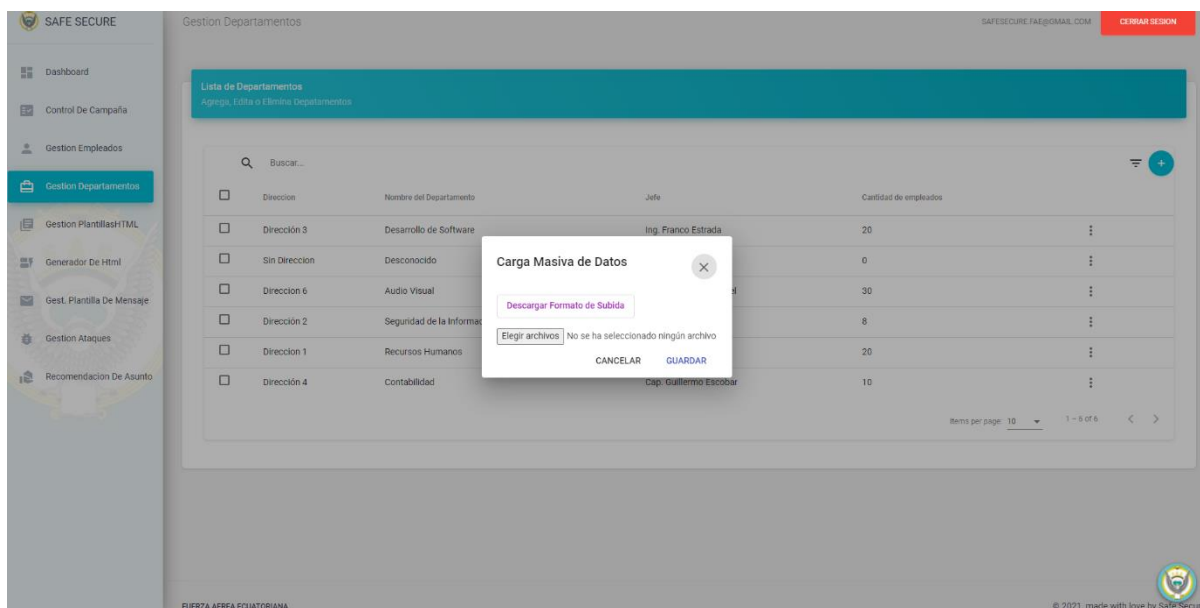 SAFE SECURE
Gestion Departamentos
SAFESECURE.FAE@GMAIL.COM
CERRAR SESION
Dashboard
Control De Campaña
Gestion Empleados
Gestion Departamentos
Gestion PlantillasHTML
Generador De Html
Gest. Plantilla De Mensaje
Gestion Ataques
Recomendacion De Asunto
Lista de Departamentos
Agrega, Edita o Elimina Depatamentos
Buscar...
Direccion Nombre del Departamento Jefe Cantidad de empleados
Dirección 3 Desarrollo de Software Ing. Franco Estrada 20
Sin Direccion Desconocido 0
Direccion 6 Audio Visual 30
Dirección 2 Seguridad de la 8
Direccion 1 Recursos Humanos 20
Dirección 4 Contabilidad Cap. Guillermo Escobar 10
Items per page: 10 1 – 6 of 6
Carga Masiva de Datos
Descargar Formato de Subida
Elegir archivos No se ha seleccionado ningún archivo
CANCELAR GUARDAR
FUERZA AEREA ECUATORIANA
© 2021, made with love by Safe